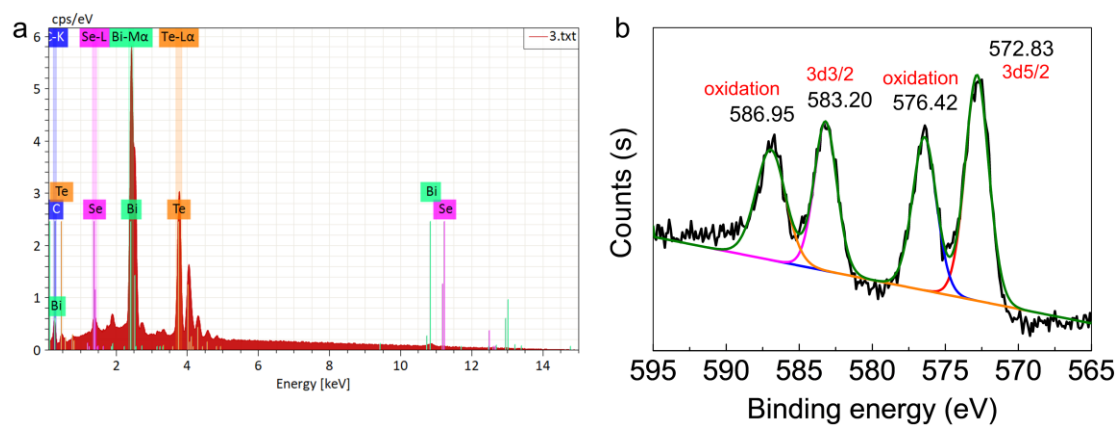 a
cps/eV
C-K
Se-L
Bi-Mα
Te-Lα
3.txt
6
5
4
3
2
1
0
Te
C
Se
Bi
Te
Bi
Se
Bi
2
4
6
8
10
12
14
Energy [keV]
b
572.83
3d5/2
3d3/2
583.20
oxidation
576.42
oxidation
586.95
Counts (s)
595
590
585
580
575
570
565
Binding energy (eV)